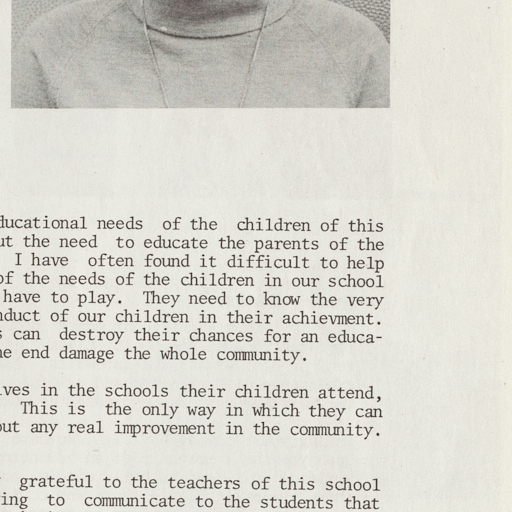 ducational needs of the children of this
ut the need to educate the parents of the
I have often found it difficult to help
of the needs of the children in our school
have to play. They need to know the very
nduct of our children in their achievment.
s can destroy their chances for an educa-
he end damage the whole community.
lves in the schools their children attend,
This is the only way in which they can
out any real improvement in the community.
grateful to the teachers of this school
ing to communicate to the students that